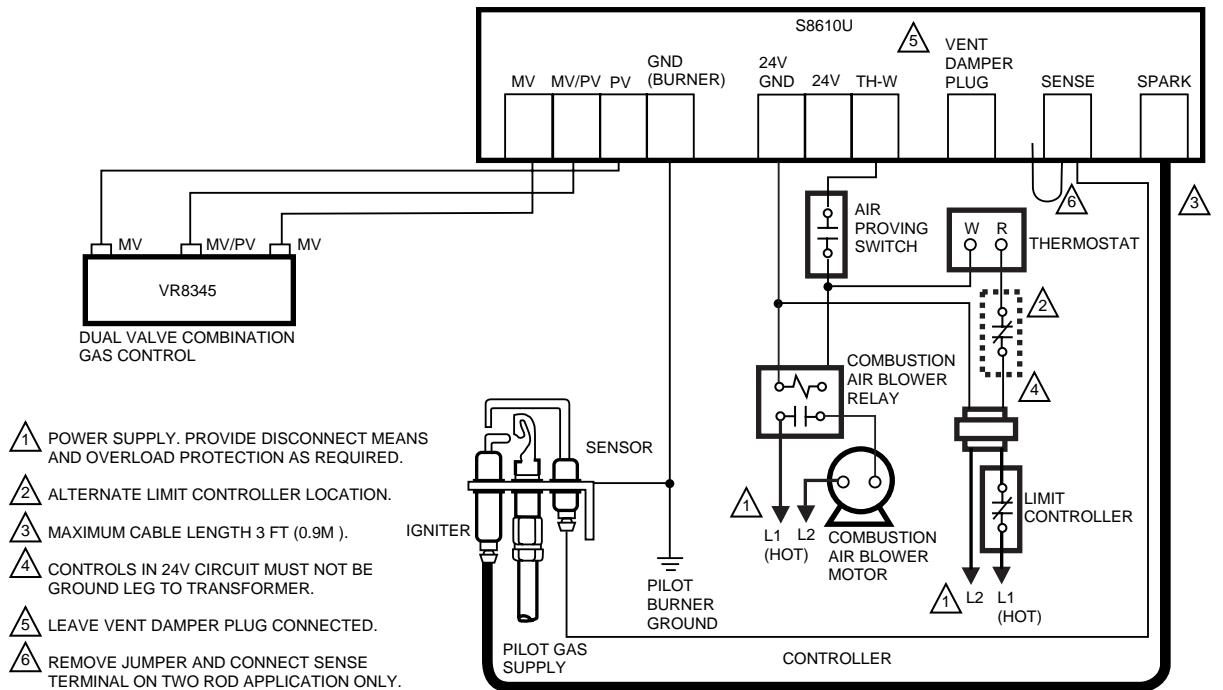 S8610U
5
MV
MV/PV
PV
GND
(BURNER)
24V
GND
24V
TH-W
VENT
DAMPER
PLUG
SENSE
SPARK
6
3
AIR
PROVING
SWITCH
W
R
THERMOSTAT
MV
MV/PV
MV
VR8345
DUAL VALVE COMBINATION
GAS CONTROL
2
4
COMBUSTION
AIR BLOWER
RELAY
1 POWER SUPPLY. PROVIDE DISCONNECT MEANS
AND OVERLOAD PROTECTION AS REQUIRED.
2 ALTERNATE LIMIT CONTROLLER LOCATION.
3 MAXIMUM CABLE LENGTH 3 FT (0.9M ).
4 CONTROLS IN 24V CIRCUIT MUST NOT BE
GROUND LEG TO TRANSFORMER.
5 LEAVE VENT DAMPER PLUG CONNECTED.
6 REMOVE JUMPER AND CONNECT SENSE
TERMINAL ON TWO ROD APPLICATION ONLY.
SENSOR
IGNITER
PILOT GAS
SUPPLY
PILOT
BURNER
GROUND
1
L1
(HOT)
L2
COMBUSTION
AIR BLOWER
MOTOR
LIMIT
CONTROLLER
1
L2
L1
(HOT)
CONTROLLER